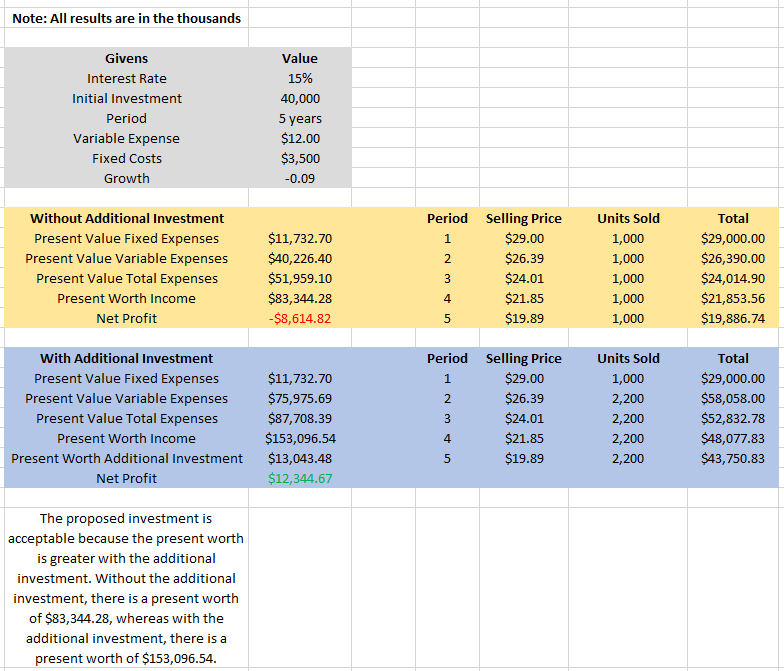 Note: All results are in the thousands
Givens Value
Interest Rate 15%
Initial Investment 40,000
Period 5 years
Variable Expense $12.00
Fixed Costs $3,500
Growth -0.09
Without Additional Investment Period Selling Price Units Sold Total
Present Value Fixed Expenses $11,732.70 1 $29.00 1,000 $29,000.00
Present Value Variable Expenses $40,226.40 2 $26.39 1,000 $26,390.00
Present Value Total Expenses $51,959.10 3 $24.01 1,000 $24,014.90
Present Worth Income $83,344.28 4 $21.85 1,000 $21,853.56
Net Profit -$8,614.82 5 $19.89 1,000 $19,886.74
With Additional Investment Period Selling Price Units Sold Total
Present Value Fixed Expenses $11,732.70 1 $29.00 1,000 $29,000.00
Present Value Variable Expenses $75,975.69 2 $26.39 2,200 $58,058.00
Present Value Total Expenses $87,708.39 3 $24.01 2,200 $52,832.78
Present Worth Income $153,096.54 4 $21.85 2,200 $48,077.83
Present Worth Additional Investment $13,043.48 5 $19.89 2,200 $43,750.83
Net Profit $12,344.67
The proposed investment is
acceptable because the present worth
is greater with the additional
investment. Without the additional
investment, there is a present worth
of $83,344.28, whereas with the
additional investment, there is a
present worth of $153,096.54.